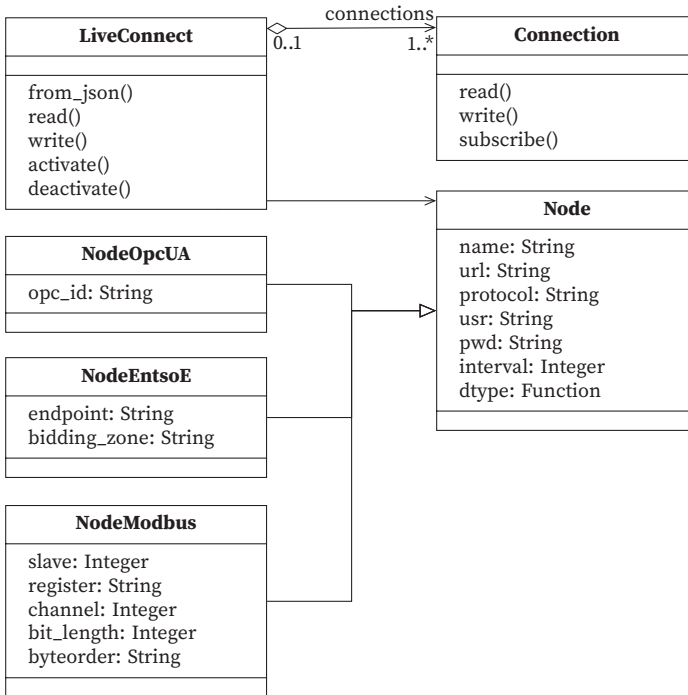 LiveConnect
from_json()
read()
write()
activate()
deactivate()
connections
0..1
1..*
Connection
read()
write()
subscribe()
Node
name: String
url: String
protocol: String
usr: String
pwd: String
interval: Integer
dtype: Function
NodeOpcUA
opc_id: String
NodeEntsoE
endpoint: String
bidding_zone: String
NodeModbus
slave: Integer
register: String
channel: Integer
bit_length: Integer
byteorder: String